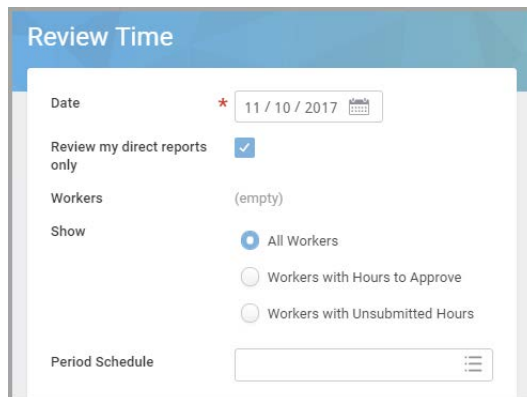 Review Time
Date * 11 / 10 / 2017
Review my direct reports
only
Workers (empty)
Show All Workers
Workers with Hours to Approve
Workers with Unsubmitted Hours
Period Schedule